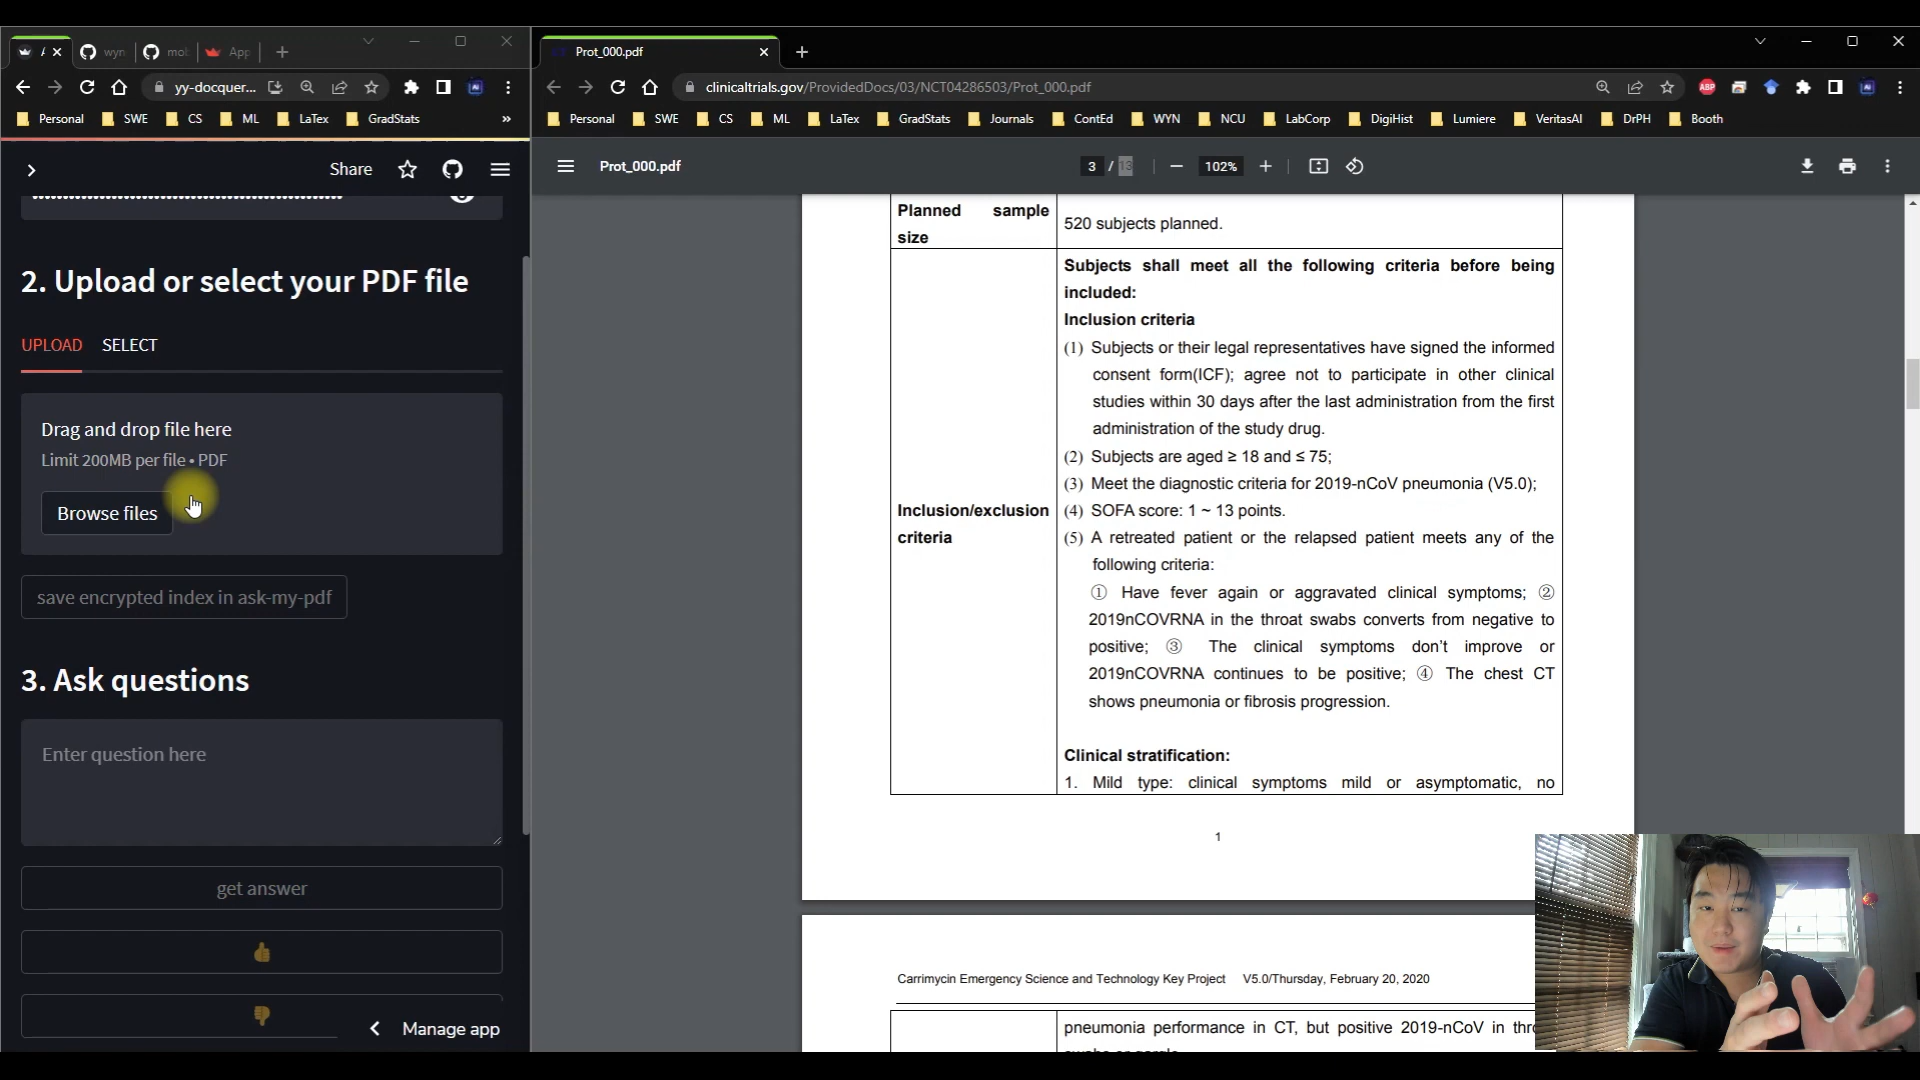 wyn
mob
App
yy-docquer...
Personal
SWE
CS
ML
LaTex
GradStats
»
Share
2. Upload or select your PDF file
UPLOAD
SELECT
Drag and drop file here
Limit 200MB per file • PDF
Browse files
save encrypted index in ask-my-pdf
3. Ask questions
Enter question here
get answer
Manage app
Prot_000.pdf
clinicaltrials.gov/ProvidedDocs/03/NCT04286503/Prot_000.pdf
ABP
Personal
SWE
CS
ML
LaTex
GradStats
Journals
ContEd
WYN
NCU
LabCorp
DigiHist
Lumiere
VeritasAI
DrPH
Booth
Prot_000.pdf
3 / 13
102%
Planned sample
size
520 subjects planned.
Inclusion/exclusion
criteria
Subjects shall meet all the following criteria before being
included:
Inclusion criteria
(1) Subjects or their legal representatives have signed the informed
consent form(ICF); agree not to participate in other clinical
studies within 30 days after the last administration from the first
administration of the study drug.
(2) Subjects are aged ≥ 18 and ≤ 75;
(3) Meet the diagnostic criteria for 2019-nCoV pneumonia (V5.0);
(4) SOFA score: 1 ~ 13 points.
(5) A retreated patient or the relapsed patient meets any of the
following criteria:
① Have fever again or aggravated clinical symptoms; ②
2019nCOVRNA in the throat swabs converts from negative to
positive; ③ The clinical symptoms don't improve or
2019nCOVRNA continues to be positive; ④ The chest CT
shows pneumonia or fibrosis progression.
Clinical stratification:
1. Mild type: clinical symptoms mild or asymptomatic, no
1
Carrimycin Emergency Science and Technology Key Project V5.0/Thursday, February 20, 2020
pneumonia performance in CT, but positive 2019-nCoV in thro